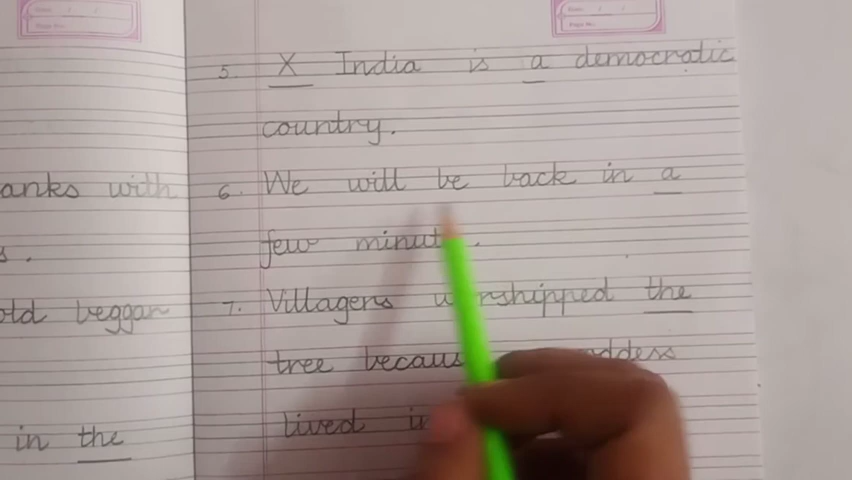 anks with
s.
old beggar
in the
5. X India is a democratic
country.
6. We will be back in a
few
7. Villagers worshipped the
tree
lived in